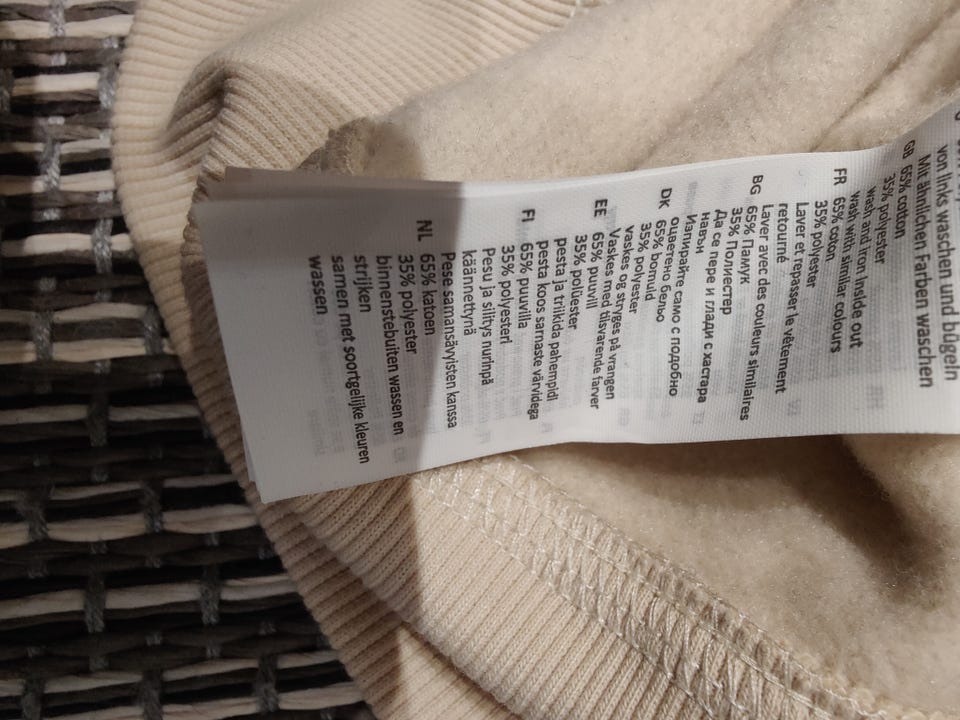 von links waschen und bügeln
Mit ähnlichen Farben waschen
GB 65% cotton
35% polyester
wash and iron inside out
wash with similar colours
FR 65% coton
35% polyester
Laver et repasser le vêtement
retourné
Laver avec des couleurs similaires
BG 65% Памук
35% Полиестер
Да се пере и глади с хастара
навън
Изпирайте само с подобно
оцветено бельо
DK 65% bomuld
35% polyester
vaskes og stryges på vrangen
Vaskes med tilsvarende farver
EE 65% puuvill
35% polüester
pesta ja triikida pahempidi
pesta koos sarnaste värvidega
FI 65% puuvilla
35% polyesteri
Pesu ja silitys nurinpä
käännettynä
Pese samansävyisten kanssa
NL 65% katoen
35% polyester
binnenstebuiten wassen en
strijken
samen met soortgelijke kleuren
wassen